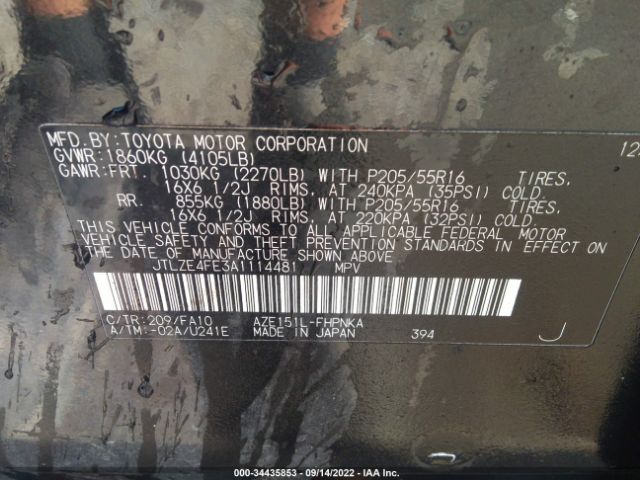 MFD.BY:TOYOTA MOTOR CORPORATION 12
GVWR:1860KG (4105LB)
GAWR:FRT. 1030KG (2270LB) WITH P205/55R16 TIRES,
16X6 1/2J RIMS, AT 240KPA (35PSI) COLD
RR. 855KG (1880LB) WITH P205/55R16 TIRES,
16X6 1/2J RIMS, AT 220KPA (32PSI) COLD
THIS VEHICLE CONFORMS TO ALL APPLICABLE FEDERAL MOTOR
VEHICLE SAFETY AND THEFT PREVENTION STANDARDS IN EFFECT ON
THE DATE OF MANUFACTURE SHOWN ABOVE.
JTLZE4FE3A1114481 MPV
C/TR:209/FA10 AZE151L-FHPNKA
A/TM:-02A/U241E MADE IN JAPAN 394 J
000-34435853 - 09/14/2022 - IAA Inc.